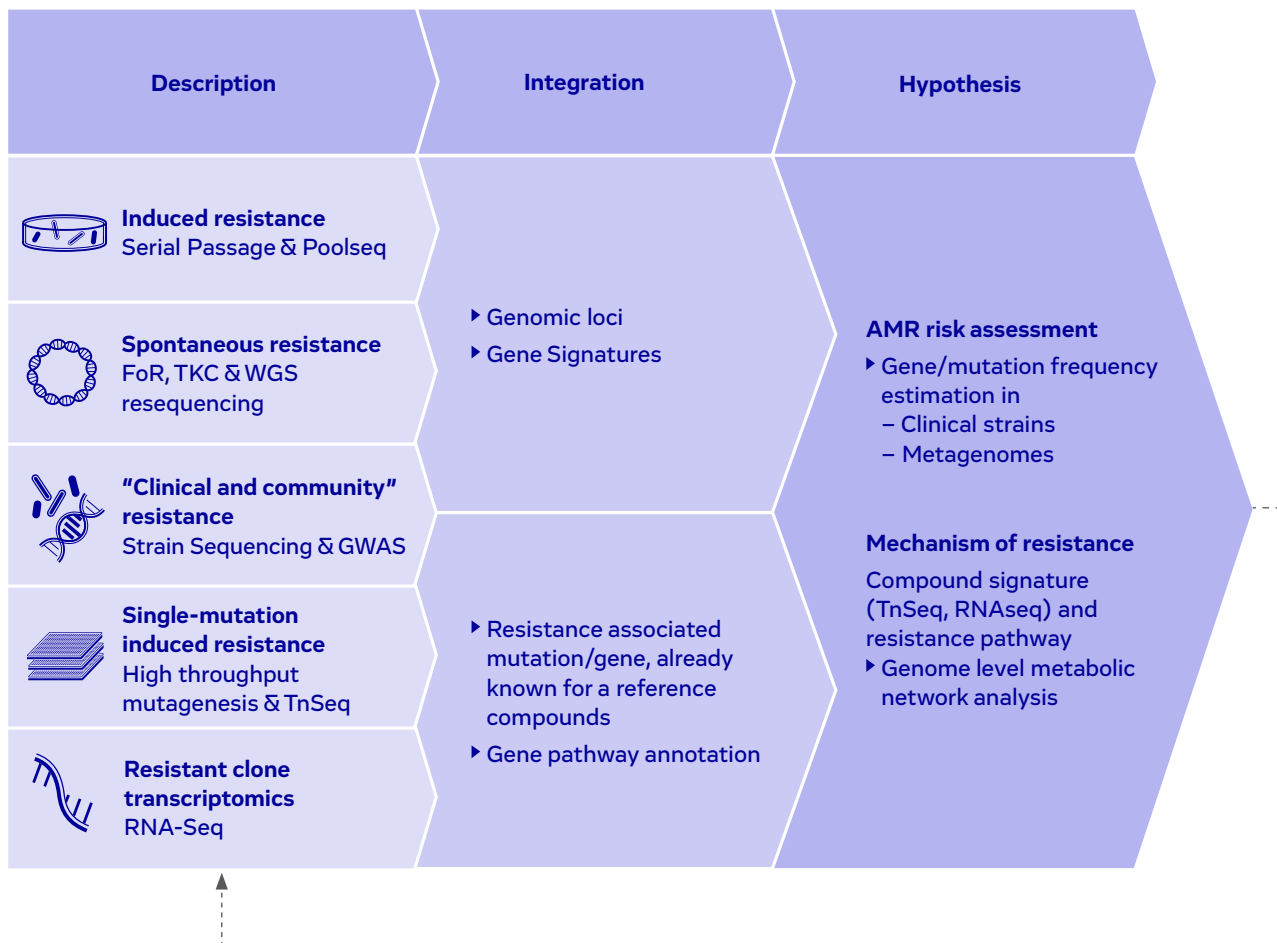 Description
Integration
Hypothesis
Induced resistance
Serial Passage & Poolseq
Spontaneous resistance
FoR, TKC & WGS
resequencing
“Clinical and community”
resistance
Strain Sequencing & GWAS
Single-mutation
induced resistance
High throughput
mutagenesis & TnSeq
Resistant clone
transcriptomics
RNA-Seq
Genomic loci
Gene Signatures
Resistance associated
mutation/gene, already
known for a reference
compounds
Gene pathway annotation
AMR risk assessment
Gene/mutation frequency
estimation in
– Clinical strains
– Metagenomes
Mechanism of resistance
Compound signature
(TnSeq, RNAseq) and
resistance pathway
Genome level metabolic
network analysis